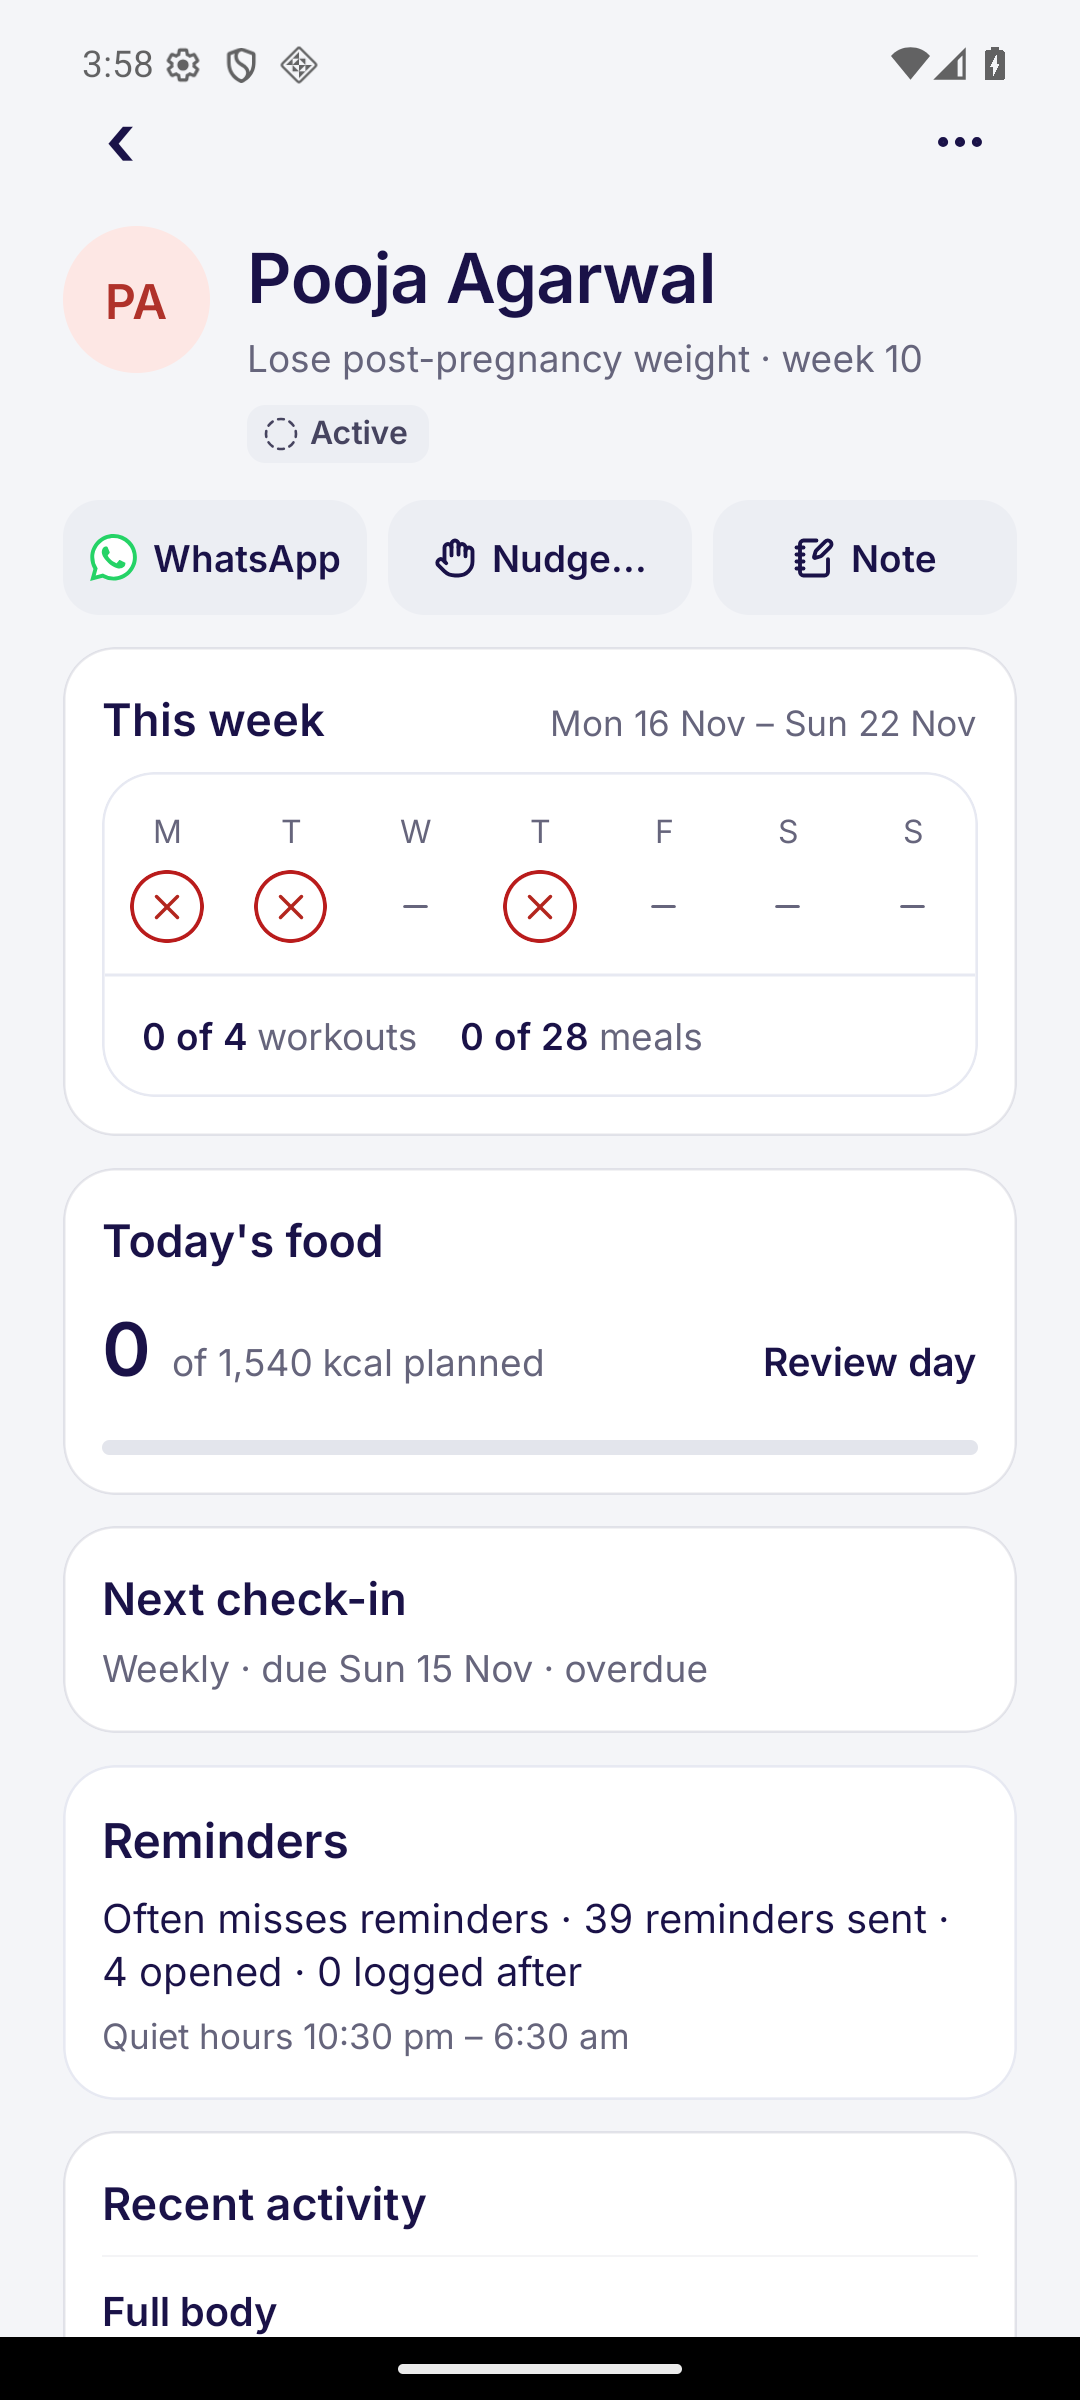 3:58
PA
Pooja Agarwal
Lose post-pregnancy weight · week 10
Active
WhatsApp
Nudge...
Note
This week
Mon 16 Nov – Sun 22 Nov
M T W T F S S
0 of 4 workouts 0 of 28 meals
Today's food
0 of 1,540 kcal planned
Review day
Next check-in
Weekly · due Sun 15 Nov · overdue
Reminders
Often misses reminders · 39 reminders sent ·
4 opened · 0 logged after
Quiet hours 10:30 pm – 6:30 am
Recent activity
Full body